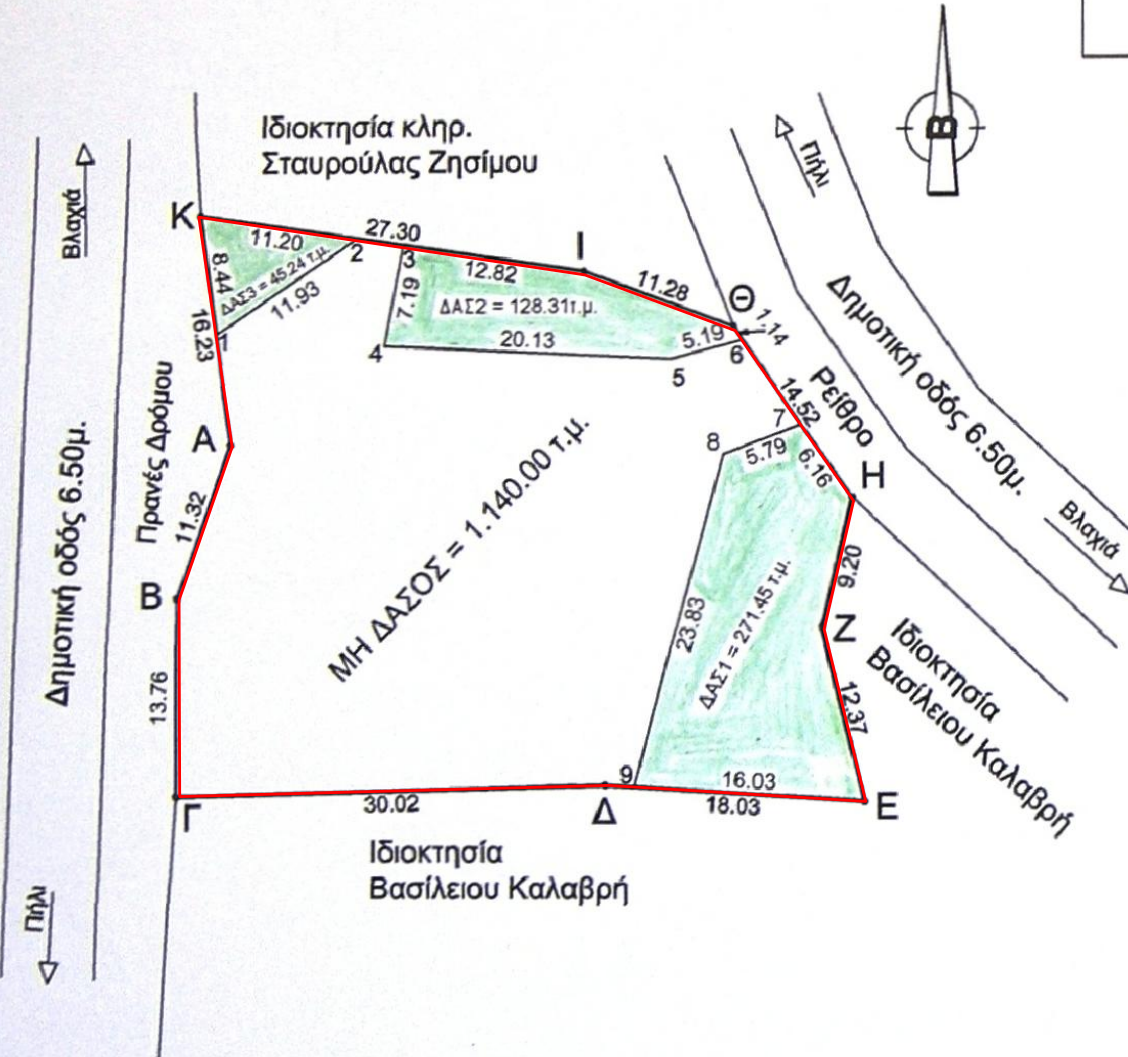 Ιδιοκτησία κληρ.
Σταυρούλας Ζησίμου
Β
Πήλι
Βλαχιά
Κ
27.30
11.20
2
3
Ι
12.82
11.28
Θ
1.14
8.44
ΔΑΣ3 = 45.24 τ.μ.
11.93
7.19
ΔΑΣ2 = 128.31τ.μ.
20.13
5.19
6
4
5
16.23
1
Δημοτική οδός 6.50μ.
Ρείθρο
14.52
7
8
5.79
6.16
Η
Α
Πρανές Δρόμου
11.32
Δημοτική οδός 6.50μ.
ΜΗ ΔΑΣΟΣ = 1.140.00 τ.μ.
Βλαχιά
9.20
Β
Ζ
23.83
ΔΑΣ1 = 271.45 τ.μ.
Ιδιοκτησία
Βασίλειου Καλαβρή
12.37
13.76
9
16.03
Γ
30.02
Δ
18.03
Ε
Ιδιοκτησία
Βασίλειου Καλαβρή
Πήλι